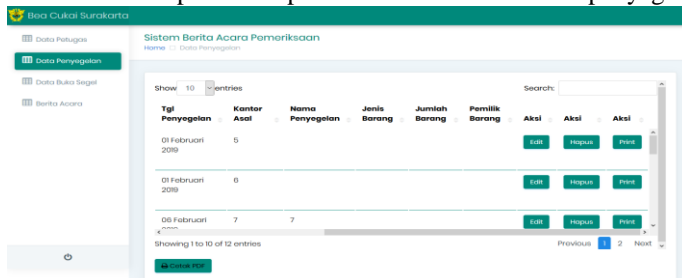 Bea Cukai Surakarta
Data Petugas
Data Penyegelan
Data Buka Segel
Berita Acara
Sistem Berita Acara Pemeriksaan
Home :: Data Penyegelan
Show 10 entries
Search:
Tgl Penyegelan Kantor Asal Nama Penyegelan Jenis Barang Jumlah Barang Pemilik Barang Aksi Aksi Aksi
01 Februari 2019 5 Edit Hapus Print
01 Februari 2019 6 Edit Hapus Print
06 Februari 2019 7 7 Edit Hapus Print
Showing 1 to 10 of 12 entries
Previous 1 2 Next
Cetak PDF